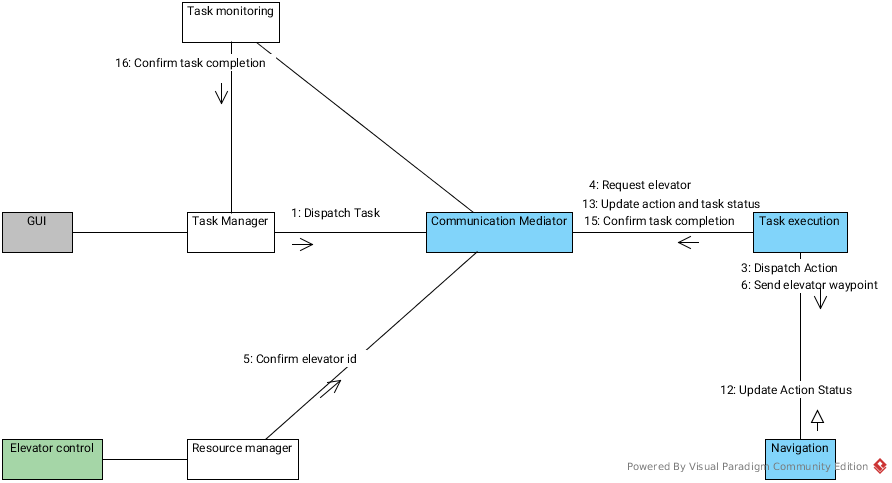 Task monitoring
16: Confirm task completion
4: Request elevator
13: Update action and task status
GUI
Task Manager
1: Dispatch Task
Communication Mediator
15: Confirm task completion
Task execution
3: Dispatch Action
6: Send elevator waypoint
5: Confirm elevator id
12: Update Action Status
Elevator control
Resource manager
Navigation
Powered By Visual Paradigm Community Edition